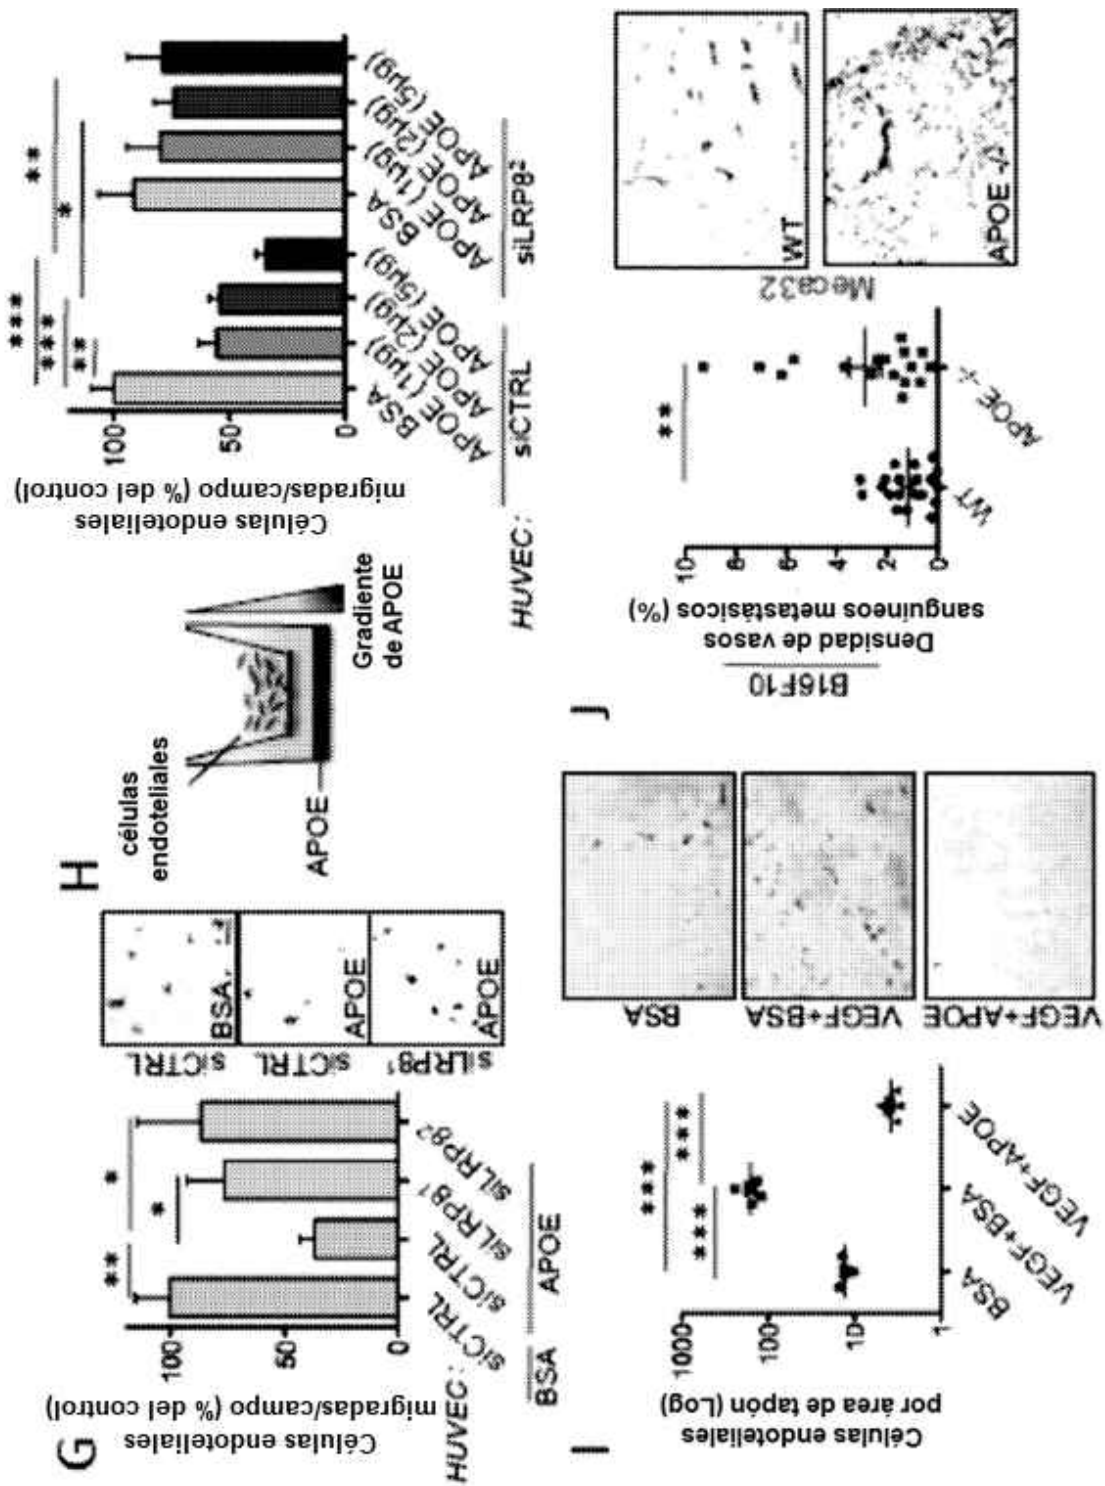 G
Células endoteliales
migradas/campo (% del control)
100
50
0
**
*
*
HUVEC:
siCTRL
siCTRL
siLRP8¹
siLRP8²
BSA
APOE
siCTRL
BSA
siCTRL
APOE
siLRP8¹
APOE
H
células
endoteliales
APOE
Gradiente
de APOE
Células endoteliales
migradas/campo (% del control)
100
50
0
***
***
**
**
*
BSA
APOE (1µg)
APOE (2µg)
APOE (5µg)
BSA
APOE (1µg)
APOE (2µg)
APOE (5µg)
HUVEC:
siCTRL
siLRP8²
I
Células endoteliales
por área de tapón (Log)
1000
100
10
1
***
***
***
BSA
VEGF+BSA
VEGF+APOE
BSA
VEGF+BSA
VEGF+APOE
J
B16F10
Densidad de vasos
sanguíneos metastásicos (%)
10
8
6
4
2
0
**
WT
APOE -/-
Meca32
WT
APOE -/-